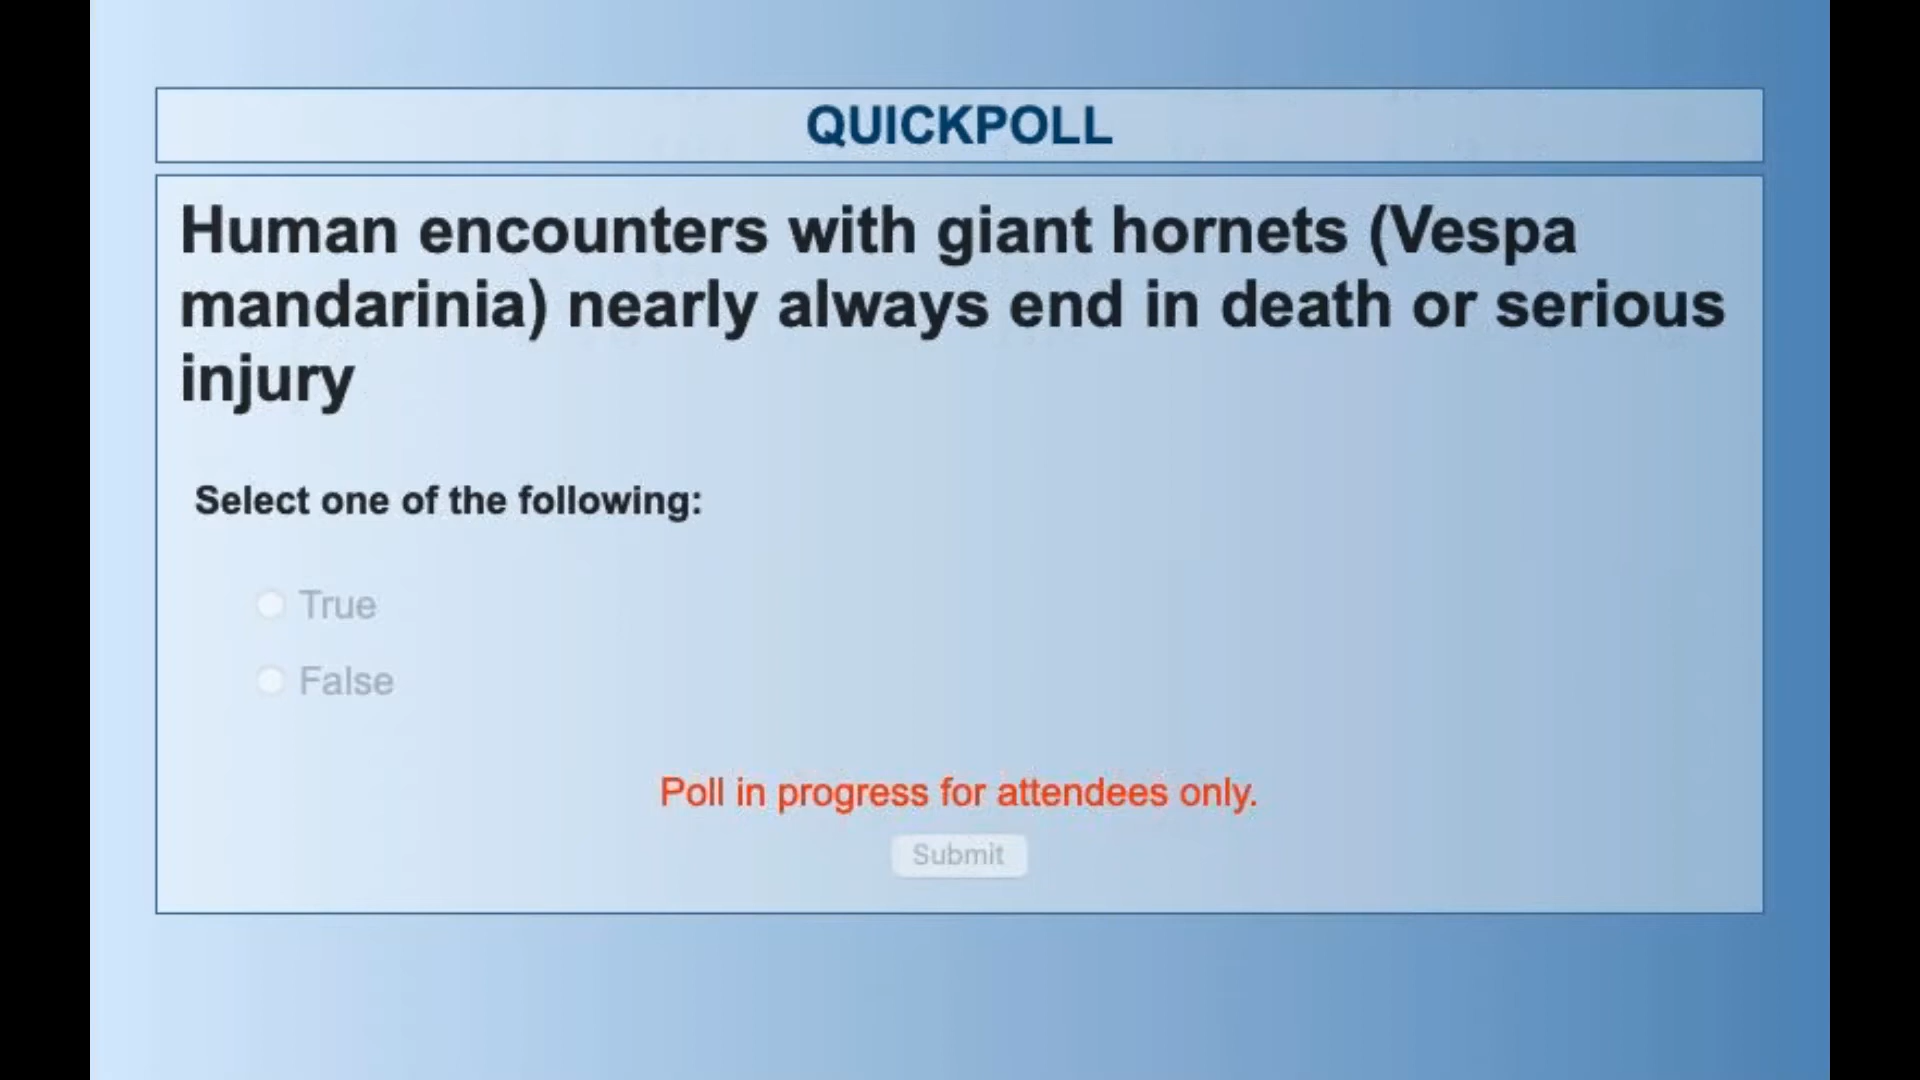 QUICKPOLL
Human encounters with giant hornets (Vespa
mandarinia) nearly always end in death or serious
injury
Select one of the following:
True
False
Poll in progress for attendees only.
Submit